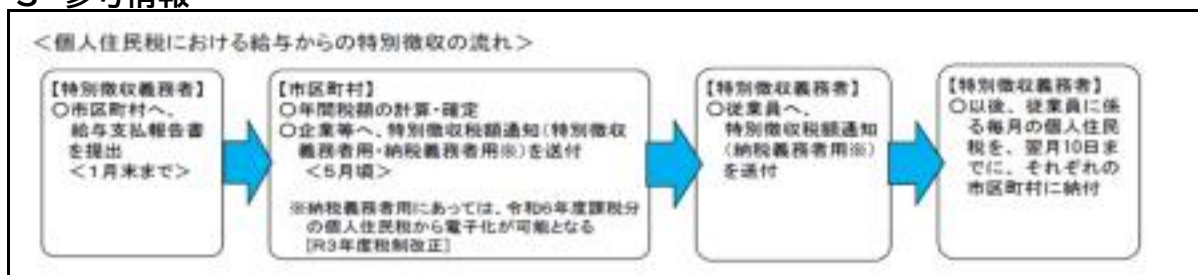 3 参考情報
＜個人住民税における給与からの特別徴収の流れ＞
【特別徴収義務者】
○市区町村へ、
給与支払報告書
を提出
＜1月末まで＞
【市区町村】
○年間税額の計算・確定
○企業等へ、特別徴収税額通知(特別徴収
義務者用・納税義務者用※)を送付
＜5月頃＞
※納税義務者用にあっては、令和6年度課税分
の個人住民税から電子化が可能となる
[R3年度税制改正]
【特別徴収義務者】
○従業員へ、
特別徴収税額通知
(納税義務者用※)
を送付
【特別徴収義務者】
○以後、従業員に係
る毎月の個人住民
税を、翌月10日ま
でに、それぞれの
市区町村に納付